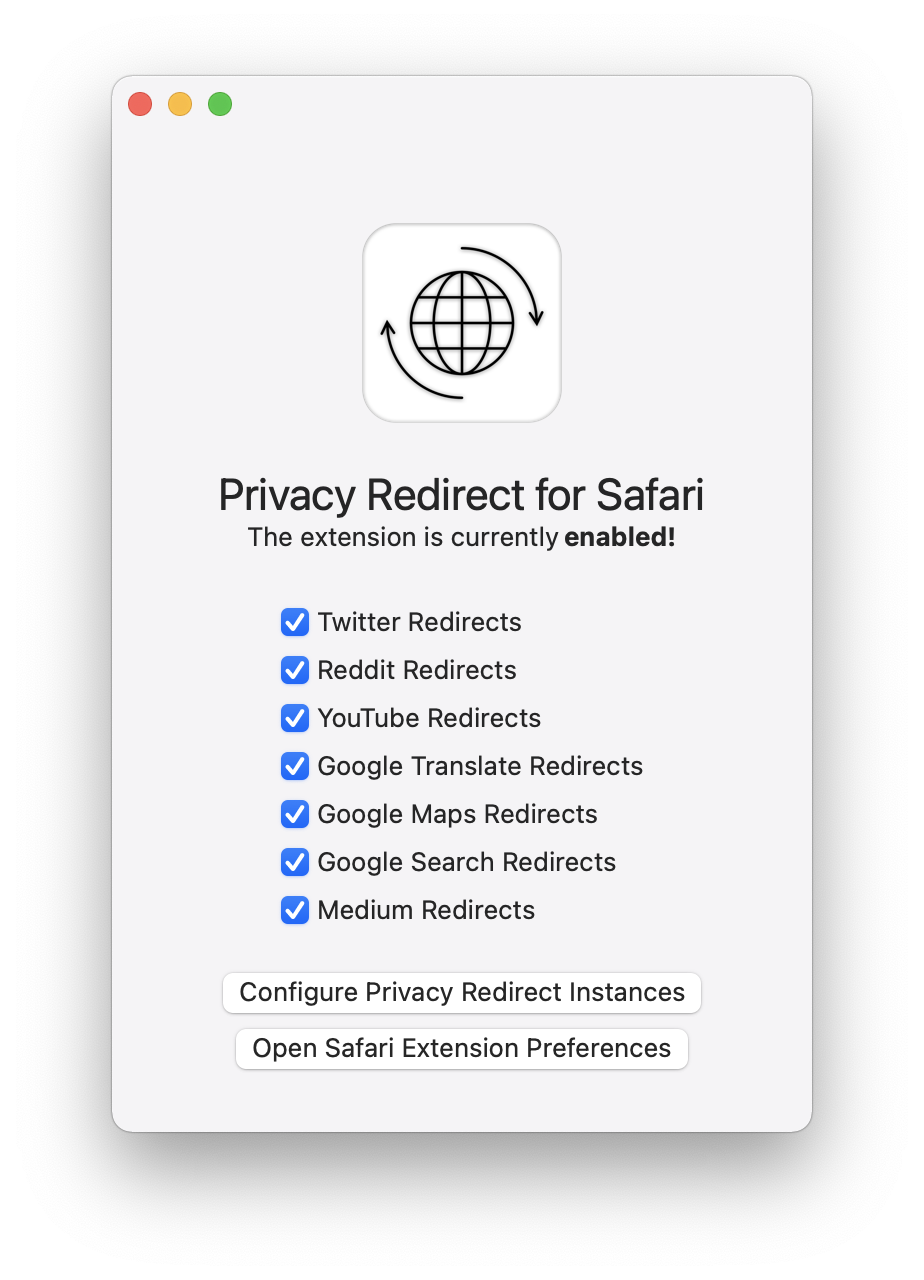 Privacy Redirect for Safari
The extension is currently enabled!
Twitter Redirects
Reddit Redirects
YouTube Redirects
Google Translate Redirects
Google Maps Redirects
Google Search Redirects
Medium Redirects
Configure Privacy Redirect Instances
Open Safari Extension Preferences